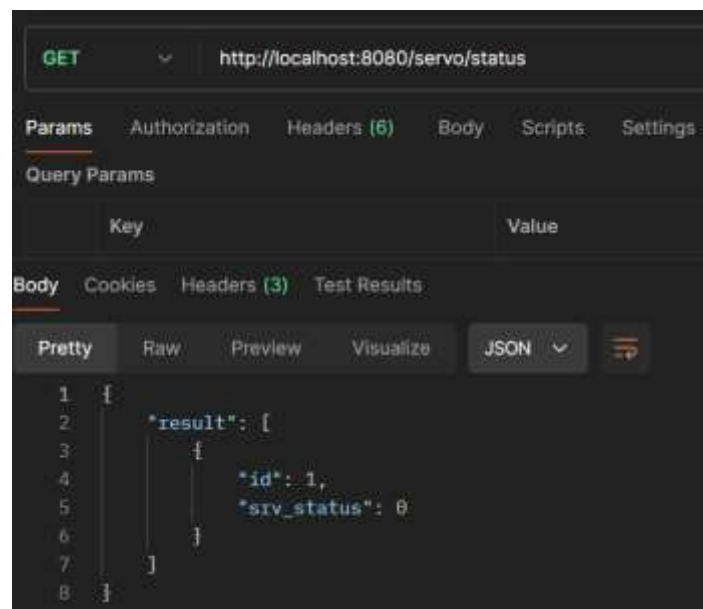 GET http://localhost:8080/servo/status
Params Authorization Headers (6) Body Scripts Settings
Query Params
Key Value
Body Cookies Headers (3) Test Results
Pretty Raw Preview Visualize JSON
1 {
2 "result": [
3 {
4 "id": 1,
5 "srv_status": 0
6 }
7 ]
8 }